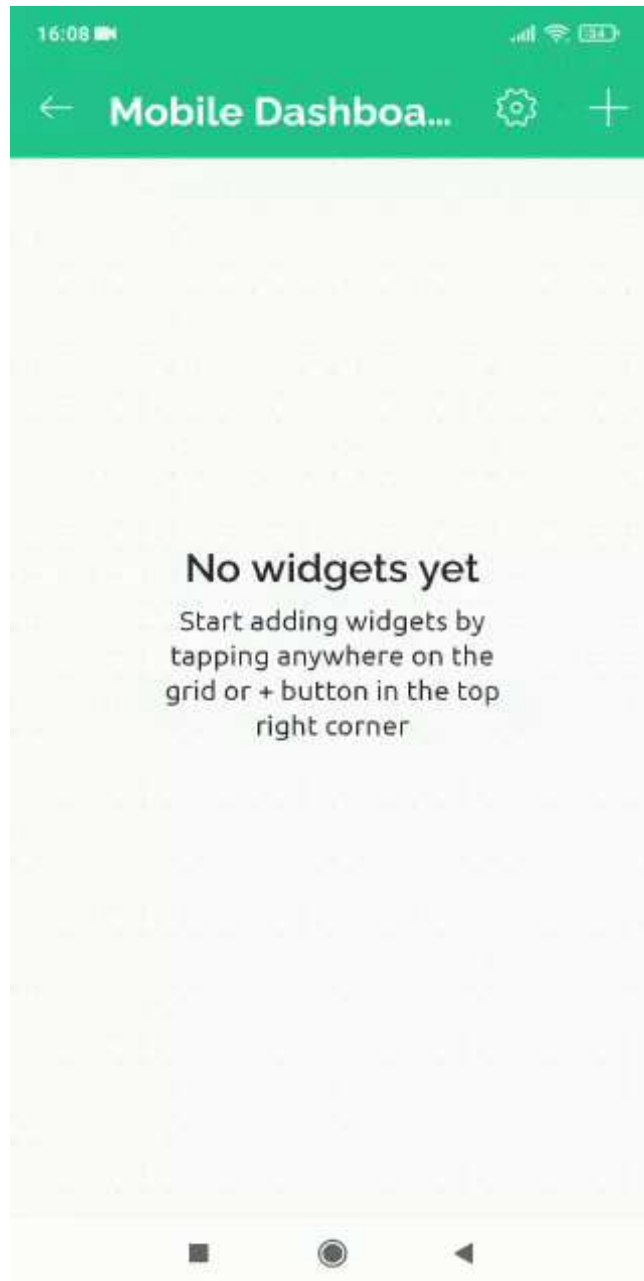 16:08
Mobile Dashboa...
No widgets yet
Start adding widgets by
tapping anywhere on the
grid or + button in the top
right corner